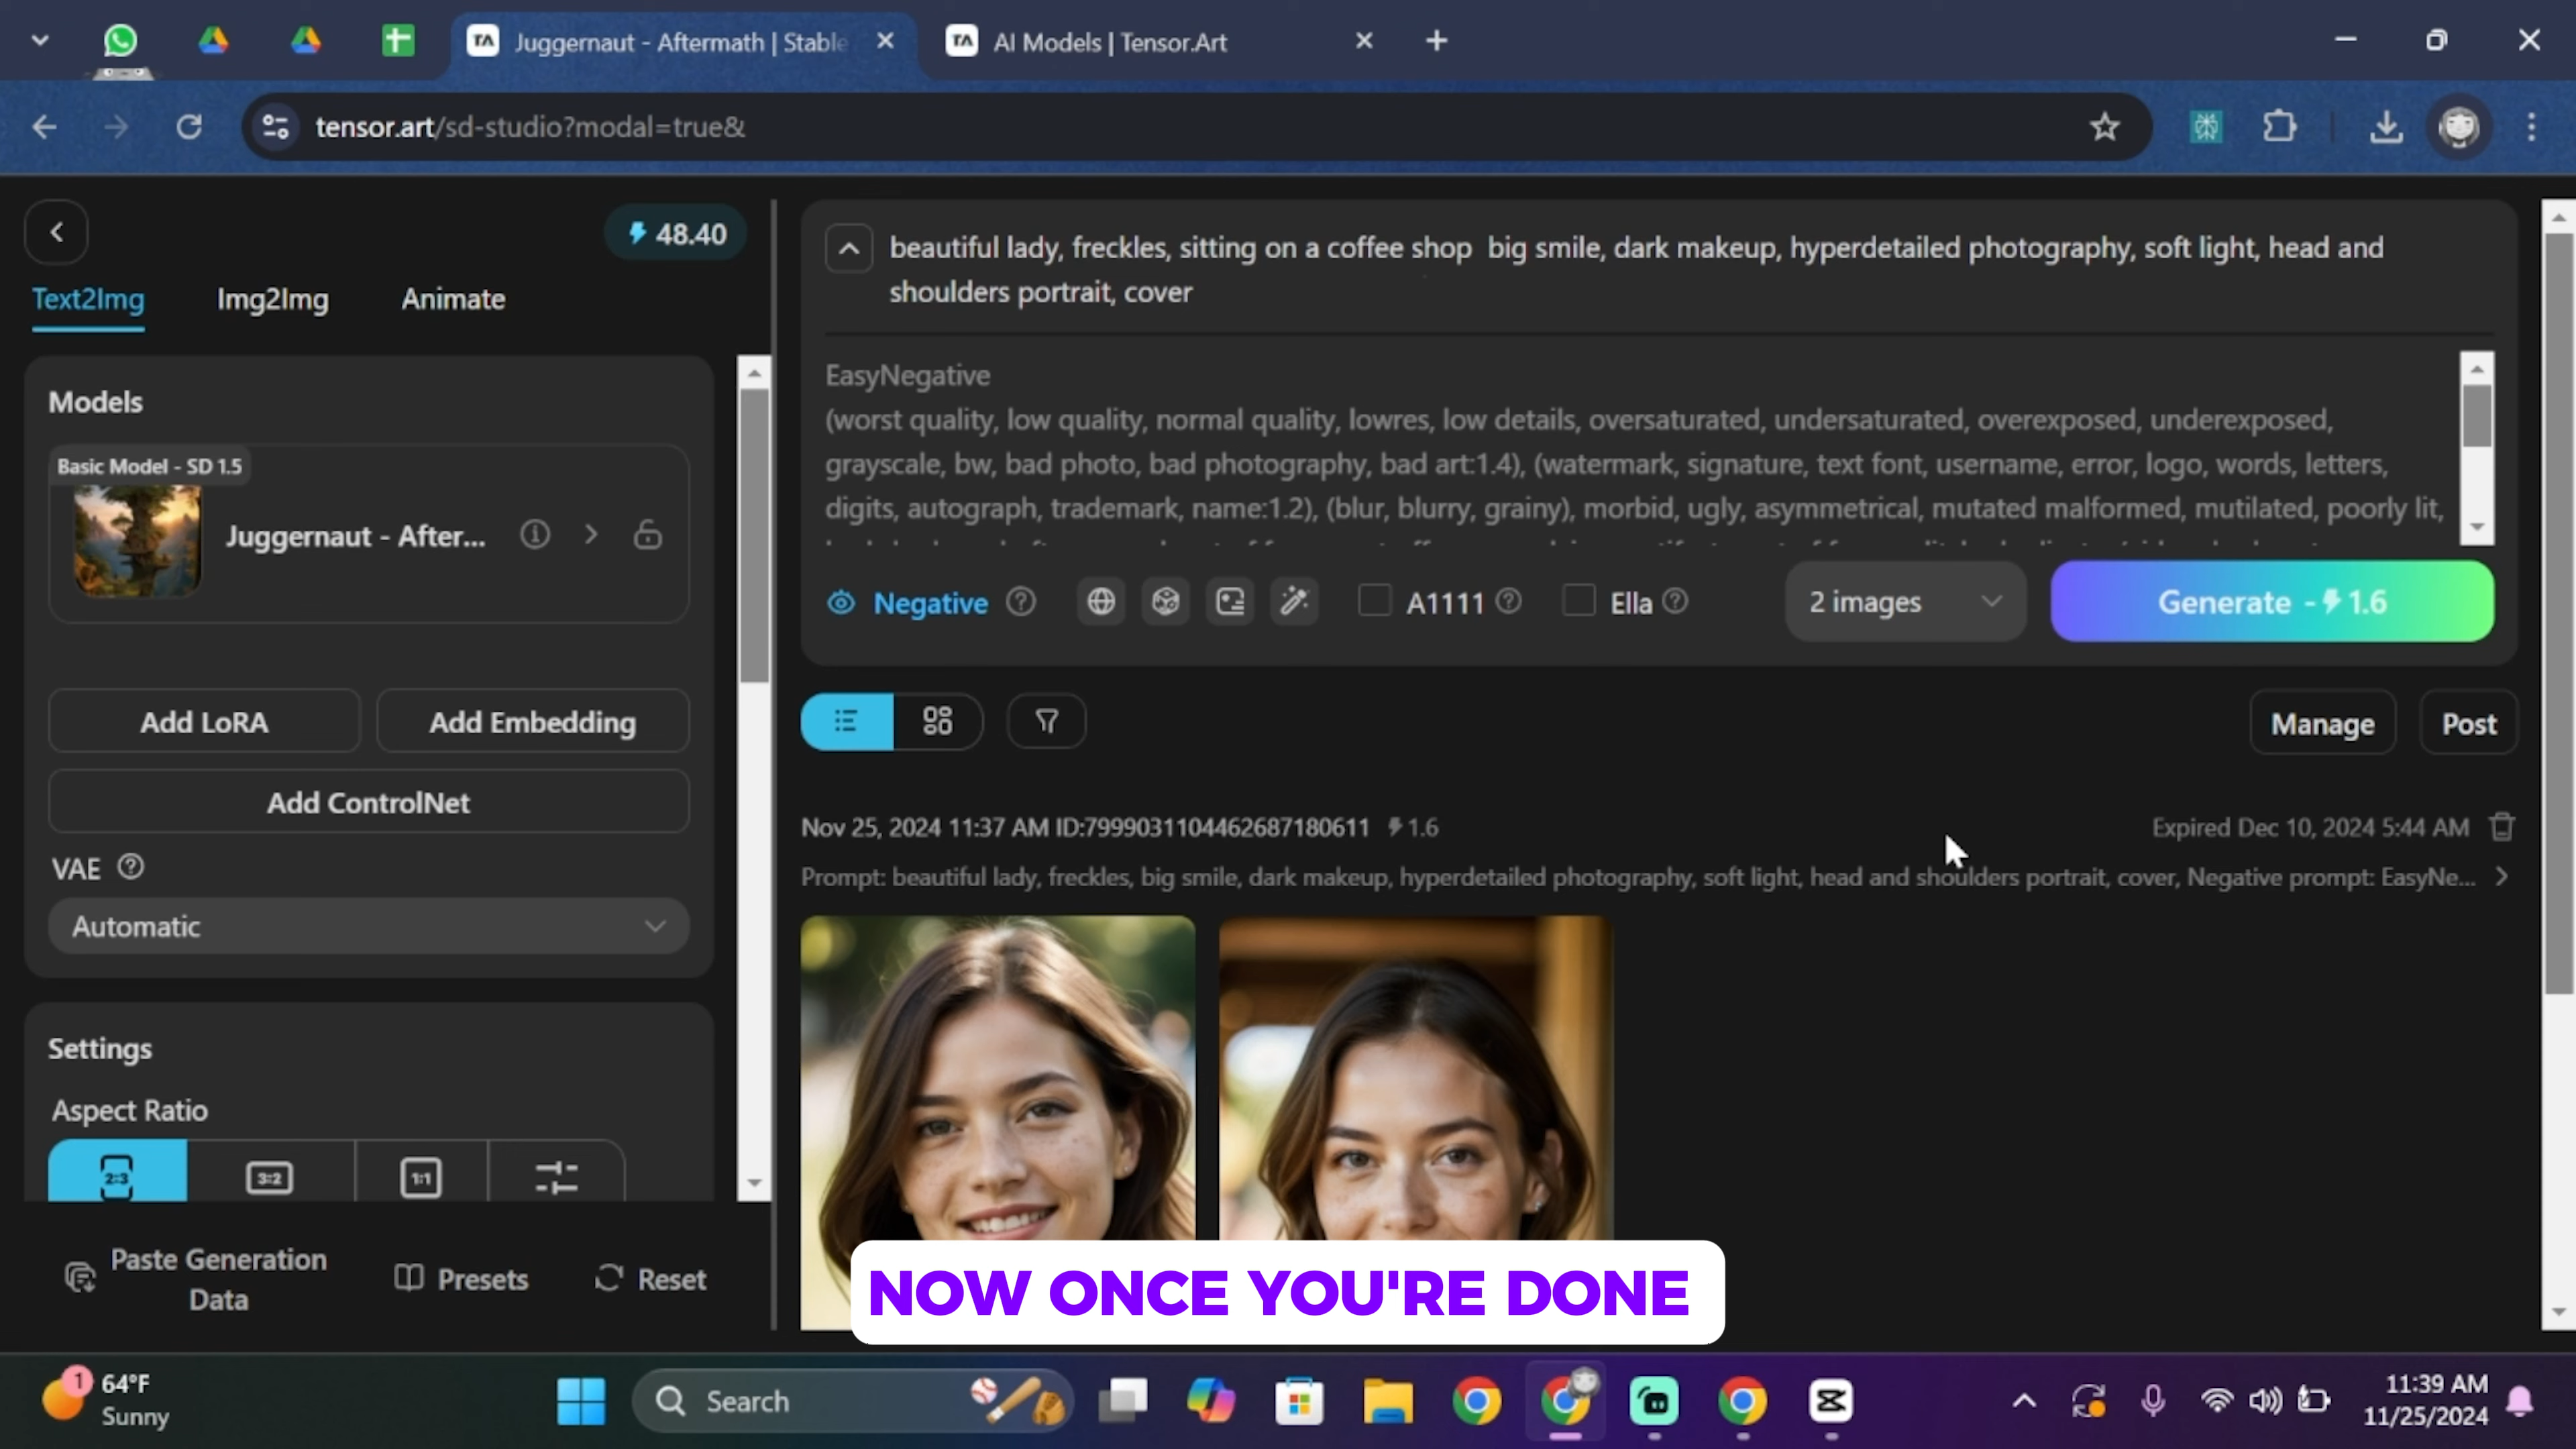 Juggernaut - Aftermath | Stable
AI Models | Tensor.Art
tensor.art/sd-studio?modal=true&
48.40
Text2Img
Img2Img
Animate
Models
Basic Model - SD 1.5
Juggernaut - After...
Add LoRA
Add Embedding
Add ControlNet
VAE
Automatic
Settings
Aspect Ratio
2:3
3:2
1:1
Paste Generation
Data
Presets
Reset
beautiful lady, freckles, sitting on a coffee shop  big smile, dark makeup, hyperdetailed photography, soft light, head and
shoulders portrait, cover
EasyNegative
(worst quality, low quality, normal quality, lowres, low details, oversaturated, undersaturated, overexposed, underexposed,
grayscale, bw, bad photo, bad photography, bad art:1.4), (watermark, signature, text font, username, error, logo, words, letters,
digits, autograph, trademark, name:1.2), (blur, blurry, grainy), morbid, ugly, asymmetrical, mutated malformed, mutilated, poorly lit,
Negative
A1111
Ella
2 images
Generate - 1.6
Manage
Post
Nov 25, 2024 11:37 AM ID:799903110446268718​0611 1.6
Expired Dec 10, 2024 5:44 AM
Prompt: beautiful lady, freckles, big smile, dark makeup, hyperdetailed photography, soft light, head and shoulders portrait, cover, Negative prompt: EasyNe...
NOW ONCE YOU'RE DONE
1
64°F
Sunny
Search
11:39 AM
11/25/2024